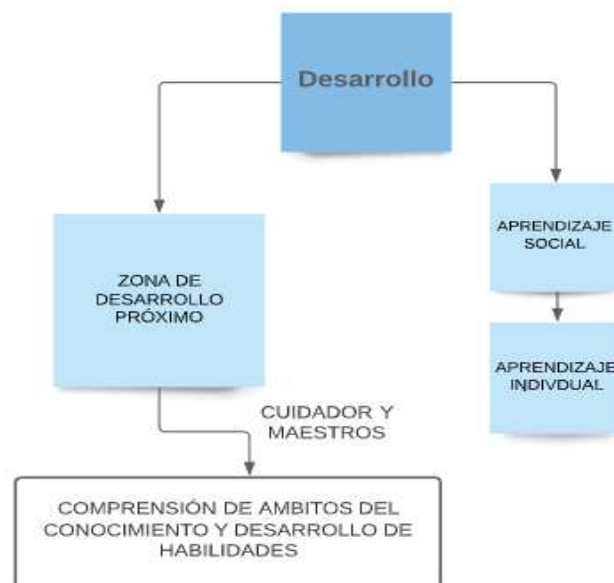 Desarrollo
APRENDIZAJE
SOCIAL
ZONA DE
DESARROLLO
PRÓXIMO
APRENDIZAJE
INDIVDUAL
CUIDADOR Y
MAESTROS
COMPRENSIÓN DE AMBITOS DEL
CONOCIMIENTO Y DESARROLLO DE
HABILIDADES